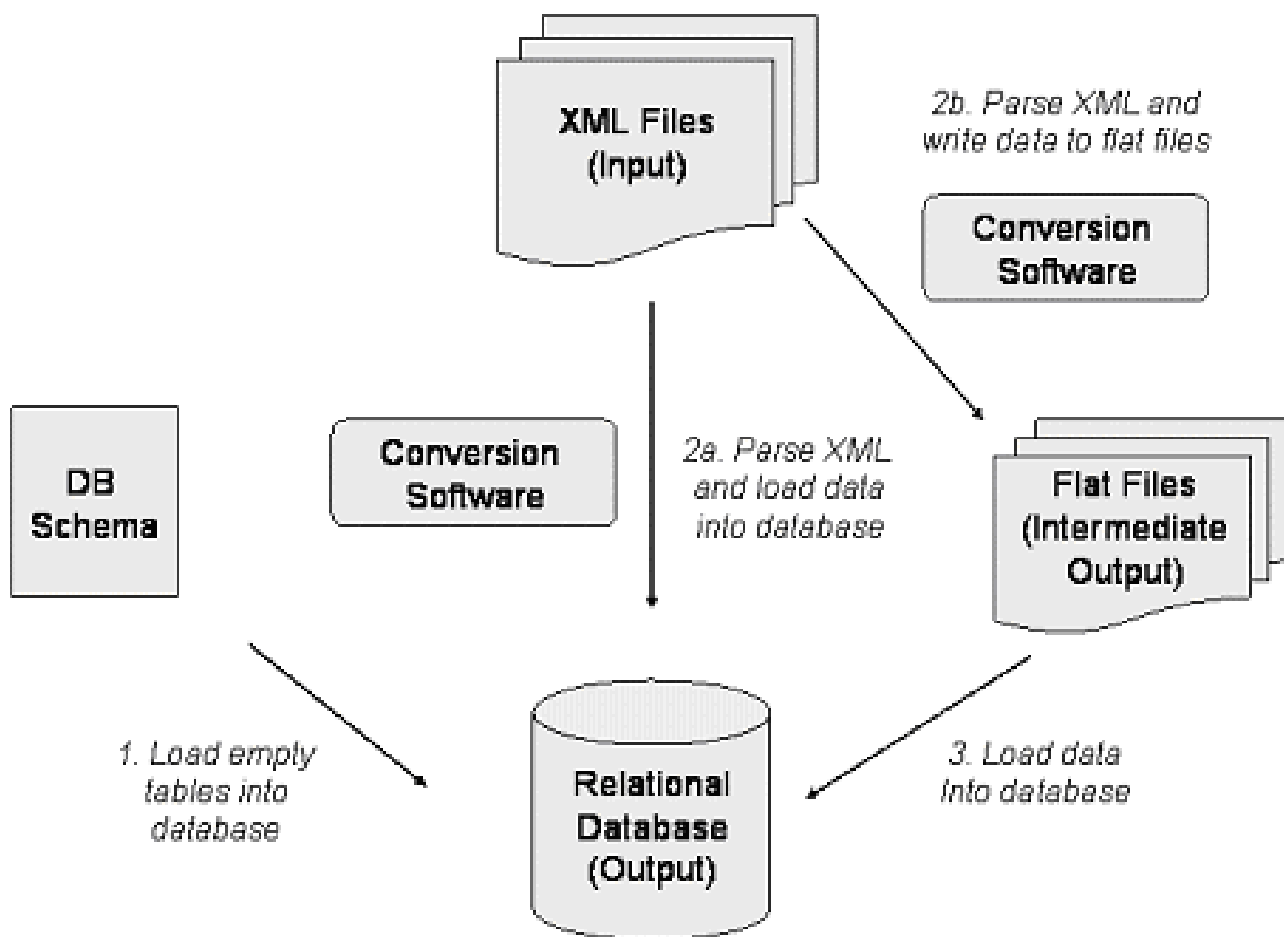 XML Files
(Input)
2b. Parse XML and
write data to flat files
Conversion
Software
DB
Schema
Conversion
Software
2a. Parse XML
and load data
into database
Flat Files
(Intermediate
Output)
1. Load empty
tables into
database
Relational
Database
(Output)
3. Load data
into database